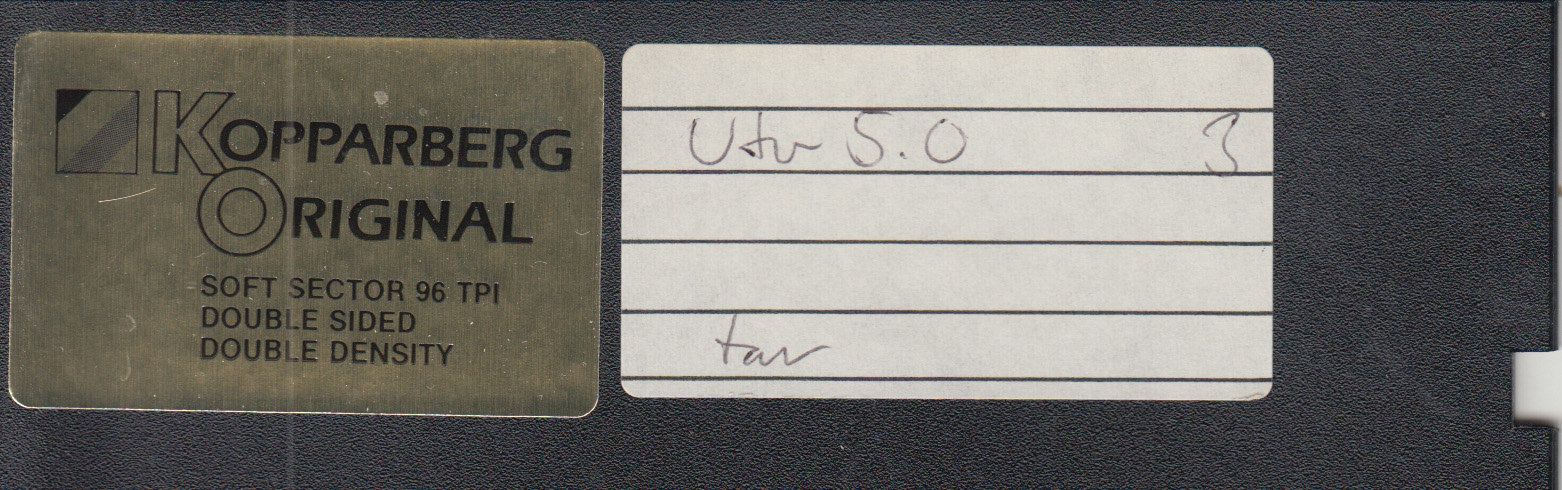 KOPPARBERG
ORIGINAL
SOFT SECTOR 96 TPI
DOUBLE SIDED
DOUBLE DENSITY
Utv 5.0 3
tar